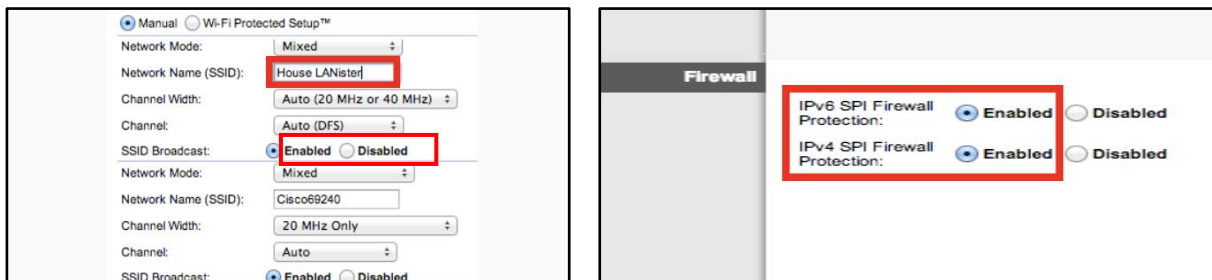 Manual Wi-Fi Protected Setup™
Network Mode: Mixed
Network Name (SSID): House LANister
Channel Width: Auto (20 MHz or 40 MHz)
Channel: Auto (DFS)
SSID Broadcast: Enabled Disabled
Network Mode: Mixed
Network Name (SSID): Cisco69240
Channel Width: 20 MHz Only
Channel: Auto
SSID Broadcast: Enabled Disabled
Firewall
IPv6 SPI Firewall
Protection: Enabled Disabled
IPv4 SPI Firewall
Protection: Enabled Disabled